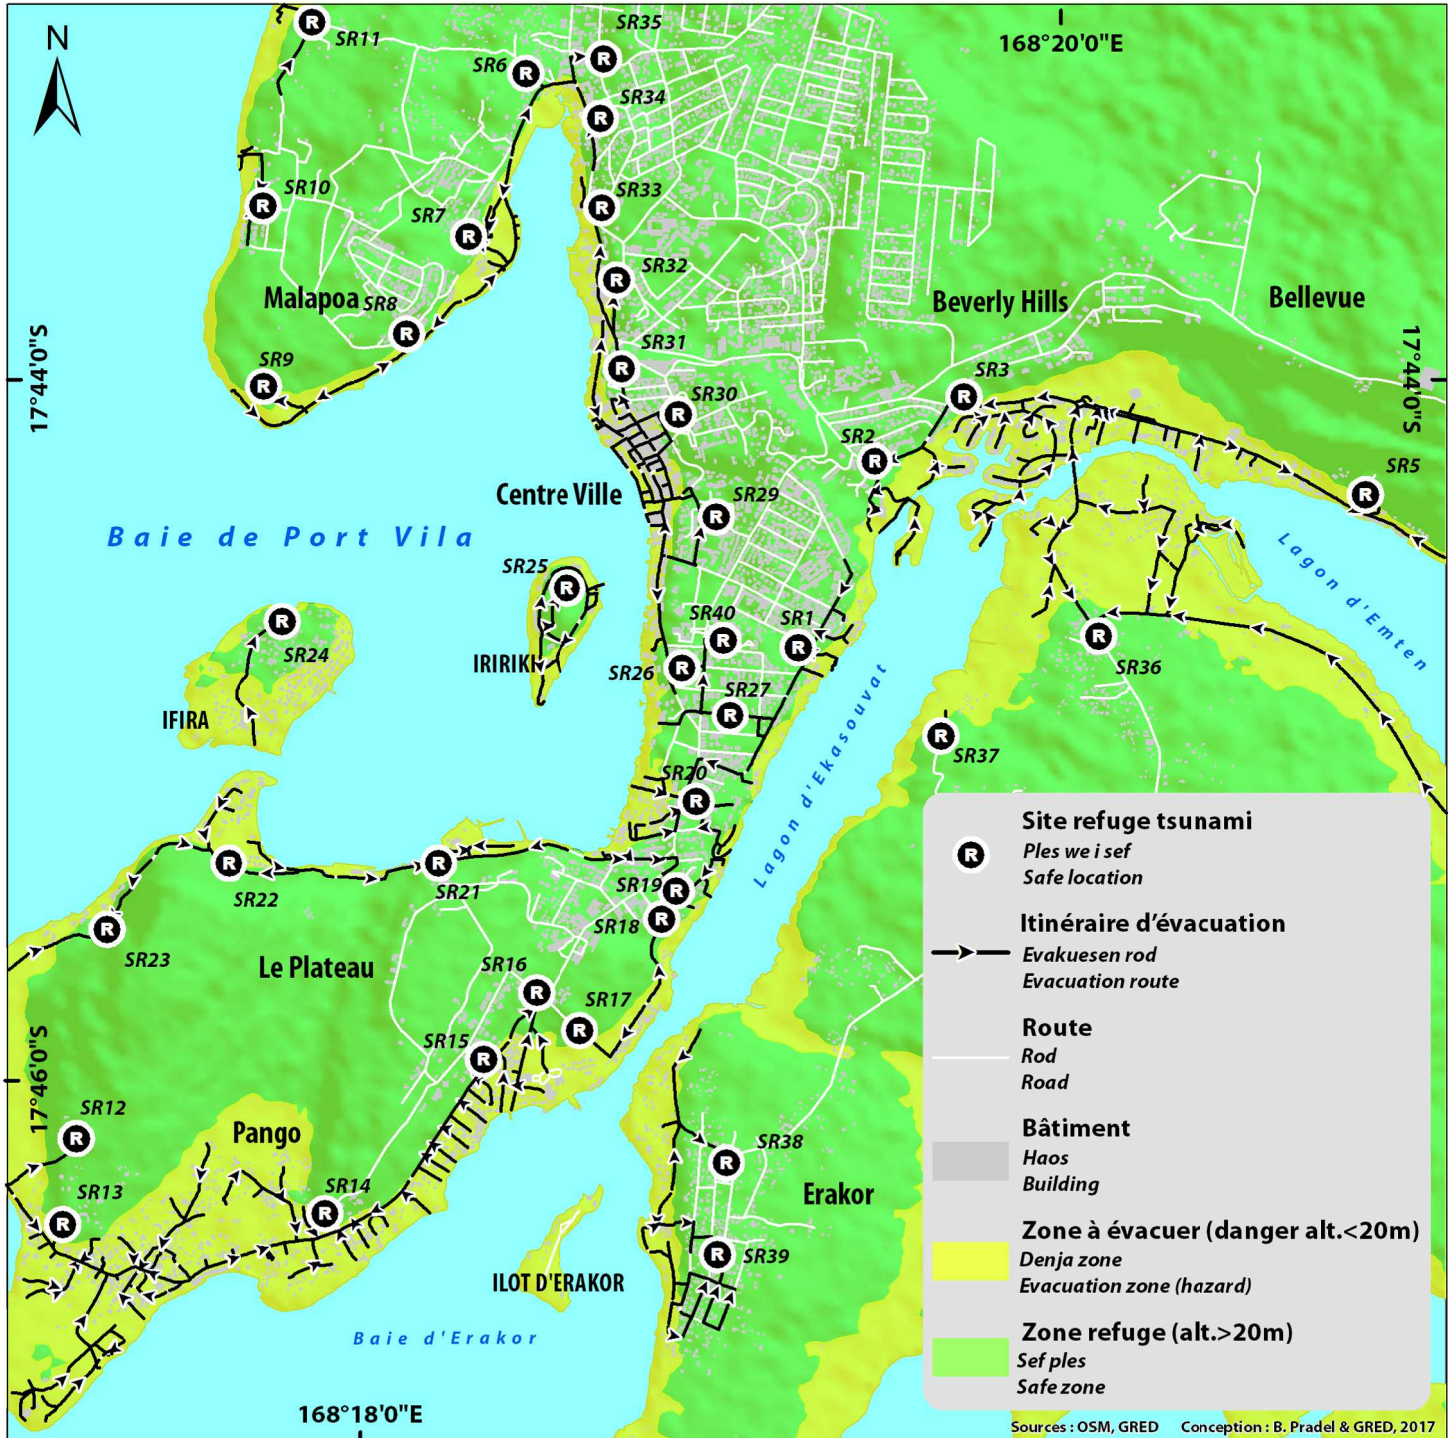 N
SR11
SR35
168°20'0"E
SR6
SR34
SR10
SR33
SR7
SR32
Malapoa
SR8
Beverly Hills
Bellevue
17°44'0"S
17°44'0"S
SR31
SR9
SR3
SR30
SR2
SR5
Centre Ville
SR29
Baie de Port Vila
Lagon d'Emten
SR25
SR40
SR1
SR24
IRIRIKI
SR26
SR36
SR27
IFIRA
Lagon d'Ekasouvat
SR37
SR20
SR22
SR21
SR19
SR18
SR23
Le Plateau
SR16
SR17
SR15
17°46'0"S
SR12
Pango
SR38
SR13
SR14
Erakor
SR39
ILOT D'ERAKOR
Baie d'Erakor
168°18'0"E
R
Site refuge tsunami
Ples we i sef
Safe location
Itinéraire d'évacuation
Evakuesen rod
Evacuation route
Route
Rod
Road
Bâtiment
Haos
Building
Zone à évacuer (danger alt.<20m)
Denja zone
Evacuation zone (hazard)
Zone refuge (alt.>20m)
Sef ples
Safe zone
Sources : OSM, GRED Conception : B. Pradel & GRED, 2017